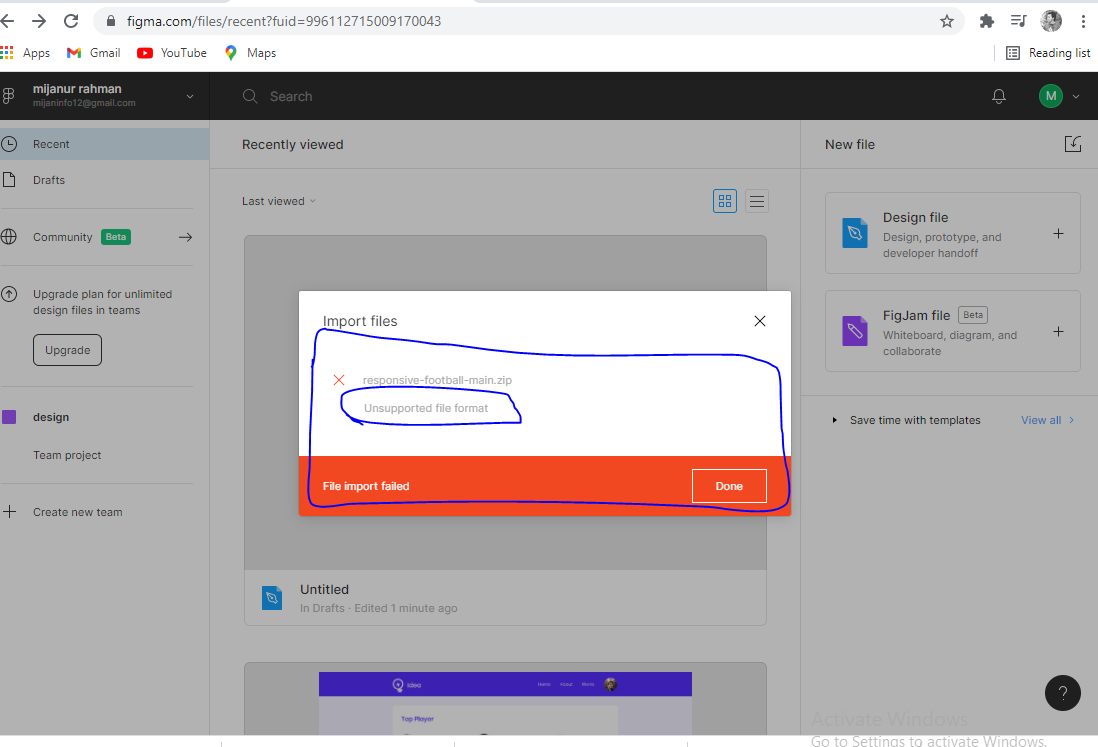 figma.com/files/recent?fuid=996112715009170043
Apps Gmail YouTube Maps Reading list
mijanur rahman
mijaninfo12@gmail.com
Search
M
Recent
Drafts
Community Beta
Upgrade plan for unlimited
design files in teams
Upgrade
design
Team project
Create new team
Recently viewed
Last viewed
Import files
responsive-football-main.zip
Unsupported file format
File import failed
Done
Untitled
In Drafts · Edited 1 minute ago
idea
Home
Top Player
New file
Design file
Design, prototype, and
developer handoff
FigJam file Beta
Whiteboard, diagram, and
collaborate
Save time with templates View all
?
Activate Windows
Go to Settings to activate Windows.